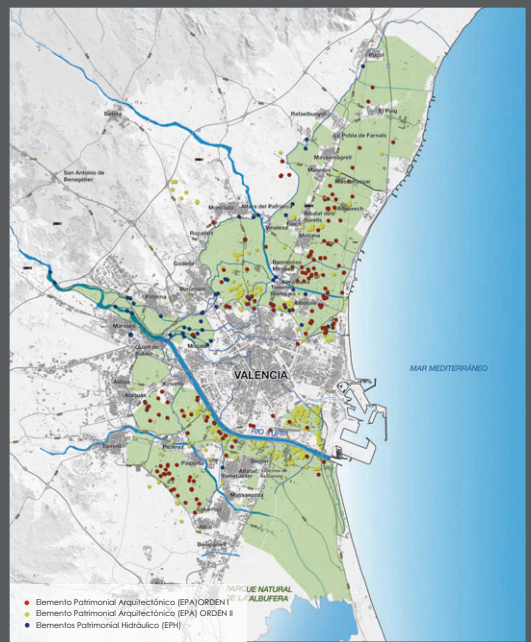 Puçol
El Puig
Rafaelbunyol
La Pobla de Farnals
Bétera
Massamagrell
Museros
Massalfassar
San Antonio de
Benagéber
Moncada
Alfara del Patriarca
Albuixech
Albalat dels
Sorells
Foios
Vinalesa
Meliana
Rocafort
Godella
Bonrepòs i
Mirambell
Almàssera
Tavernes
Blanques
Alboraia
Burjassot
Paterna
Manises
Mislata
Quart de
Poblet
VALENCIA
MAR MEDITERRÁNEO
Aldaia
Alaquàs
Xirivella
RIO TURIA
Torrent
Picanya
Paiporta
Sedaví
Alfafar
Benetússer
Massanassa
Catarroja
Albal
Beniparrell
PARQUE NATURAL
DE LA ALBUFERA
Elemento Patrimonial Arquitectónico (EPA)ORDEN I
Elemento Patrimonial Arquitectónico (EPA) ORDEN II
Elementos Patrimonial Hidráulico (EPH)